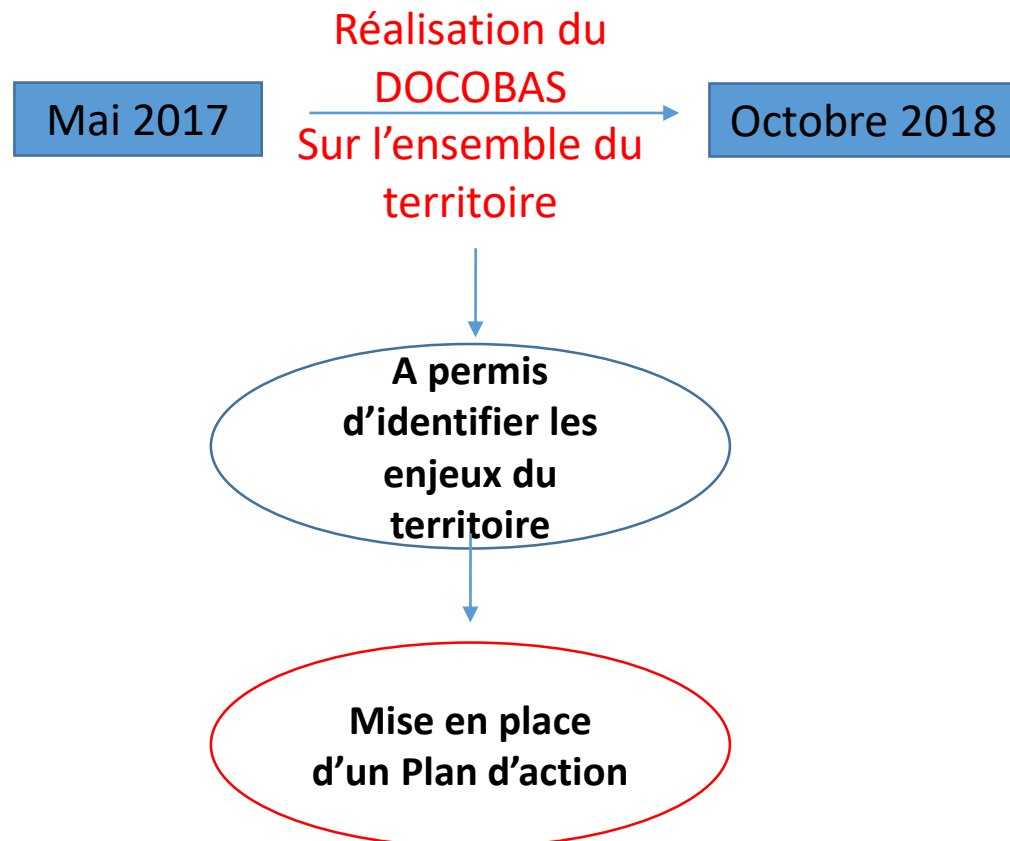 Réalisation du
DOCOBAS
Mai 2017
Octobre 2018
Sur l’ensemble du
territoire
A permis
d’identifier les
enjeux du
territoire
Mise en place
d’un Plan d’action